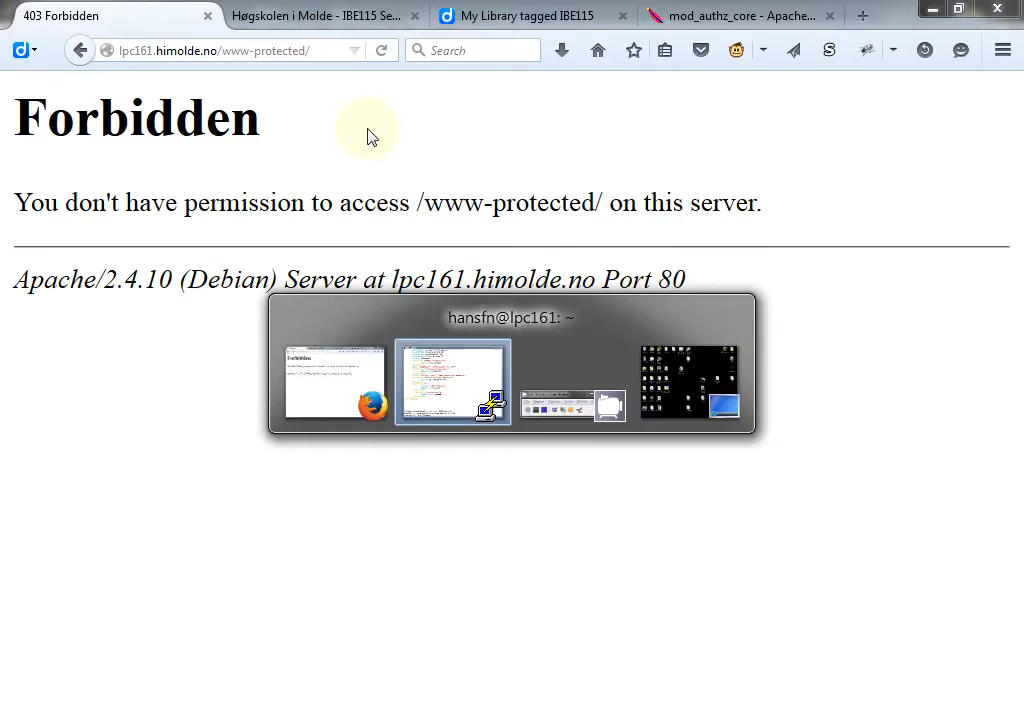 403 Forbidden
Høgskolen i Molde - IBE115 Se...
My Library tagged IBE115
mod_authz_core - Apache...
lpc161.himolde.no/www-protected/
Search
Forbidden
You don't have permission to access /www-protected/ on this server.
Apache/2.4.10 (Debian) Server at lpc161.himolde.no Port 80
hansfn@lpc161: ~